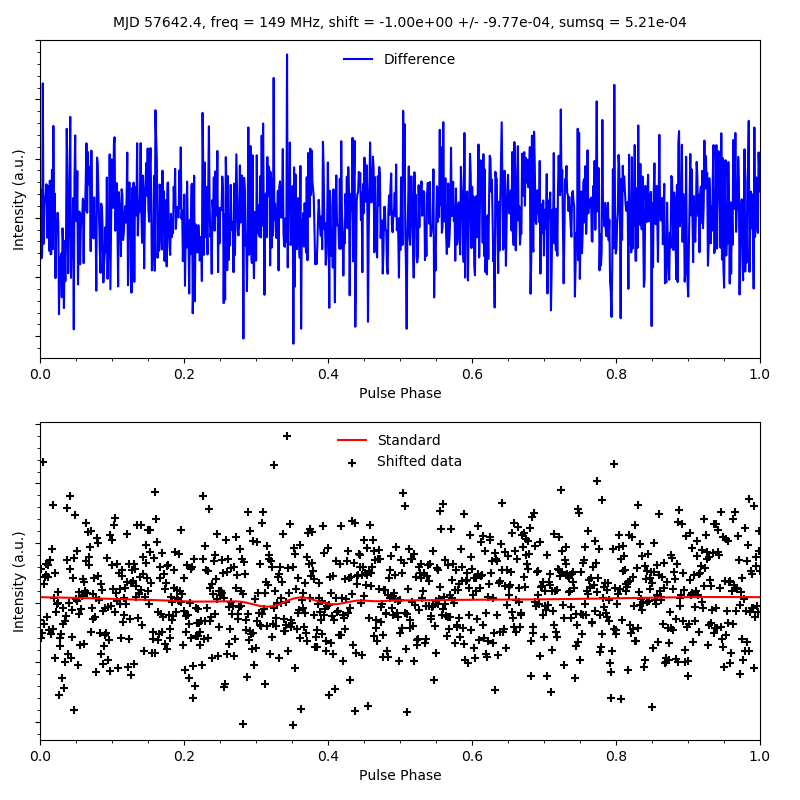 MJD 57642.4, freq = 149 MHz, shift = -1.00e+00 +/- -9.77e-04, sumsq = 5.21e-04
Difference
Intensity (a.u.)
0.0 0.2 0.4 0.6 0.8 1.0
Pulse Phase
Standard
Shifted data
Intensity (a.u.)
0.0 0.2 0.4 0.6 0.8 1.0
Pulse Phase